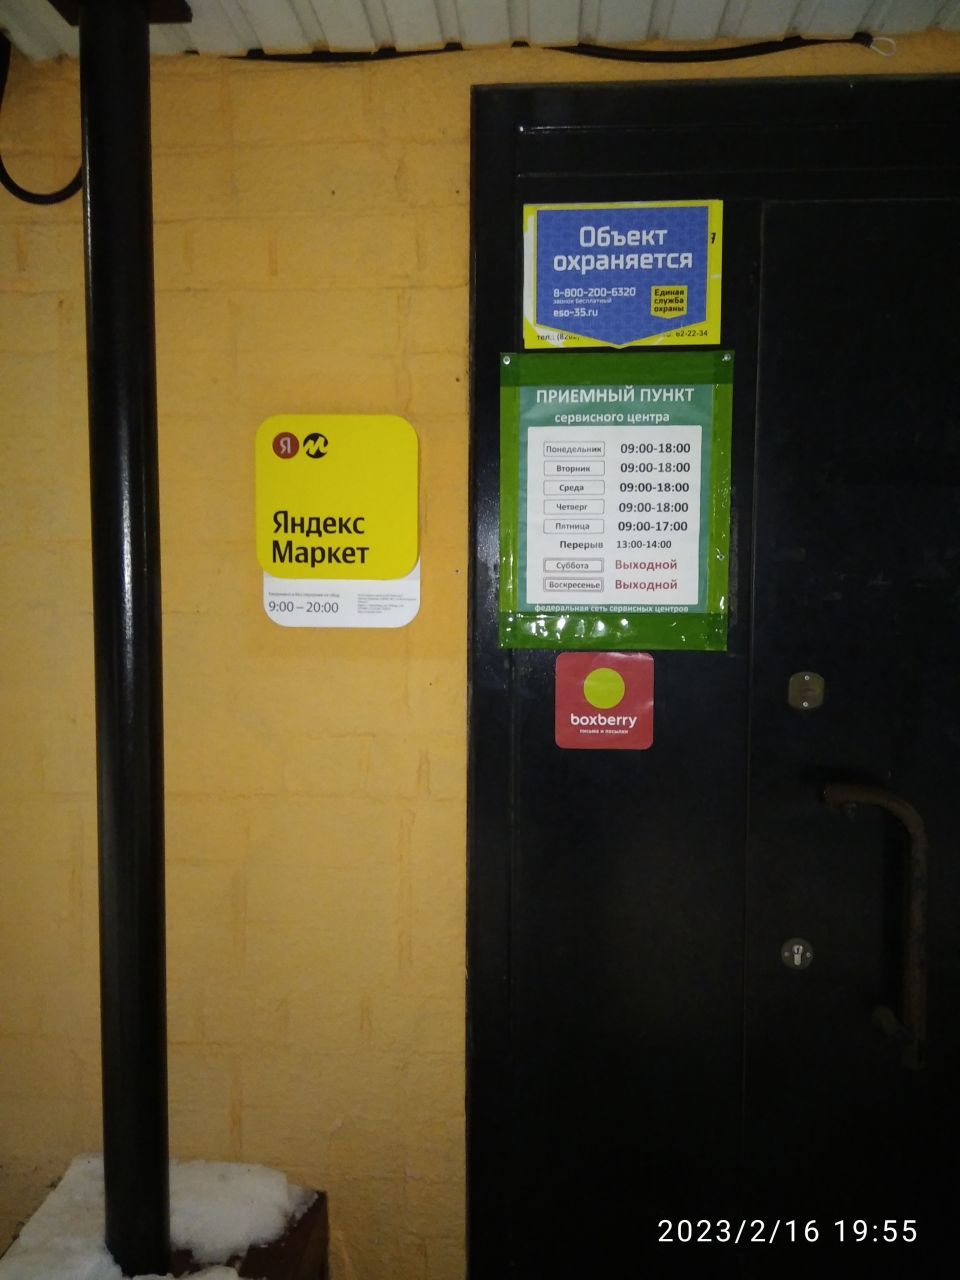 Объект
охраняется
8-800-200-6320
звонок бесплатный
eso-35.ru
Единая
служба
охраны
62-22-34
ПРИЕМНЫЙ ПУНКТ
сервисного центра
Понедельник 09:00-18:00
Вторник 09:00-18:00
Среда 09:00-18:00
Четверг 09:00-18:00
Пятница 09:00-17:00
Перерыв 13:00-14:00
Суббота Выходной
Воскресенье Выходной
федеральная сеть сервисных центров
Я М
Яндекс
Маркет
9:00 – 20:00
boxberry
письма и посылки
2023/2/16 19:55